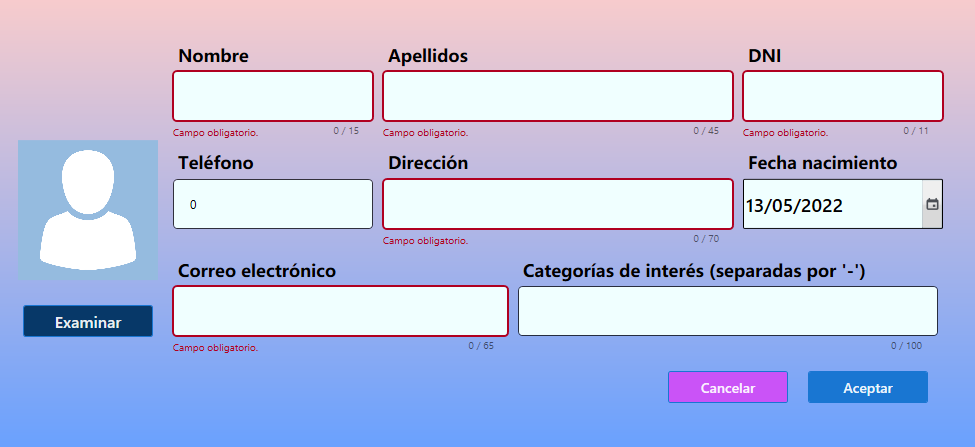 Nombre Apellidos DNI
Campo obligatorio. 0 / 15 Campo obligatorio. 0 / 45 Campo obligatorio. 0 / 11
Teléfono Dirección Fecha nacimiento
0 13/05/2022
Campo obligatorio. 0 / 70
Correo electrónico Categorías de interés (separadas por '-')
Examinar
Campo obligatorio. 0 / 65 0 / 100
Cancelar Aceptar